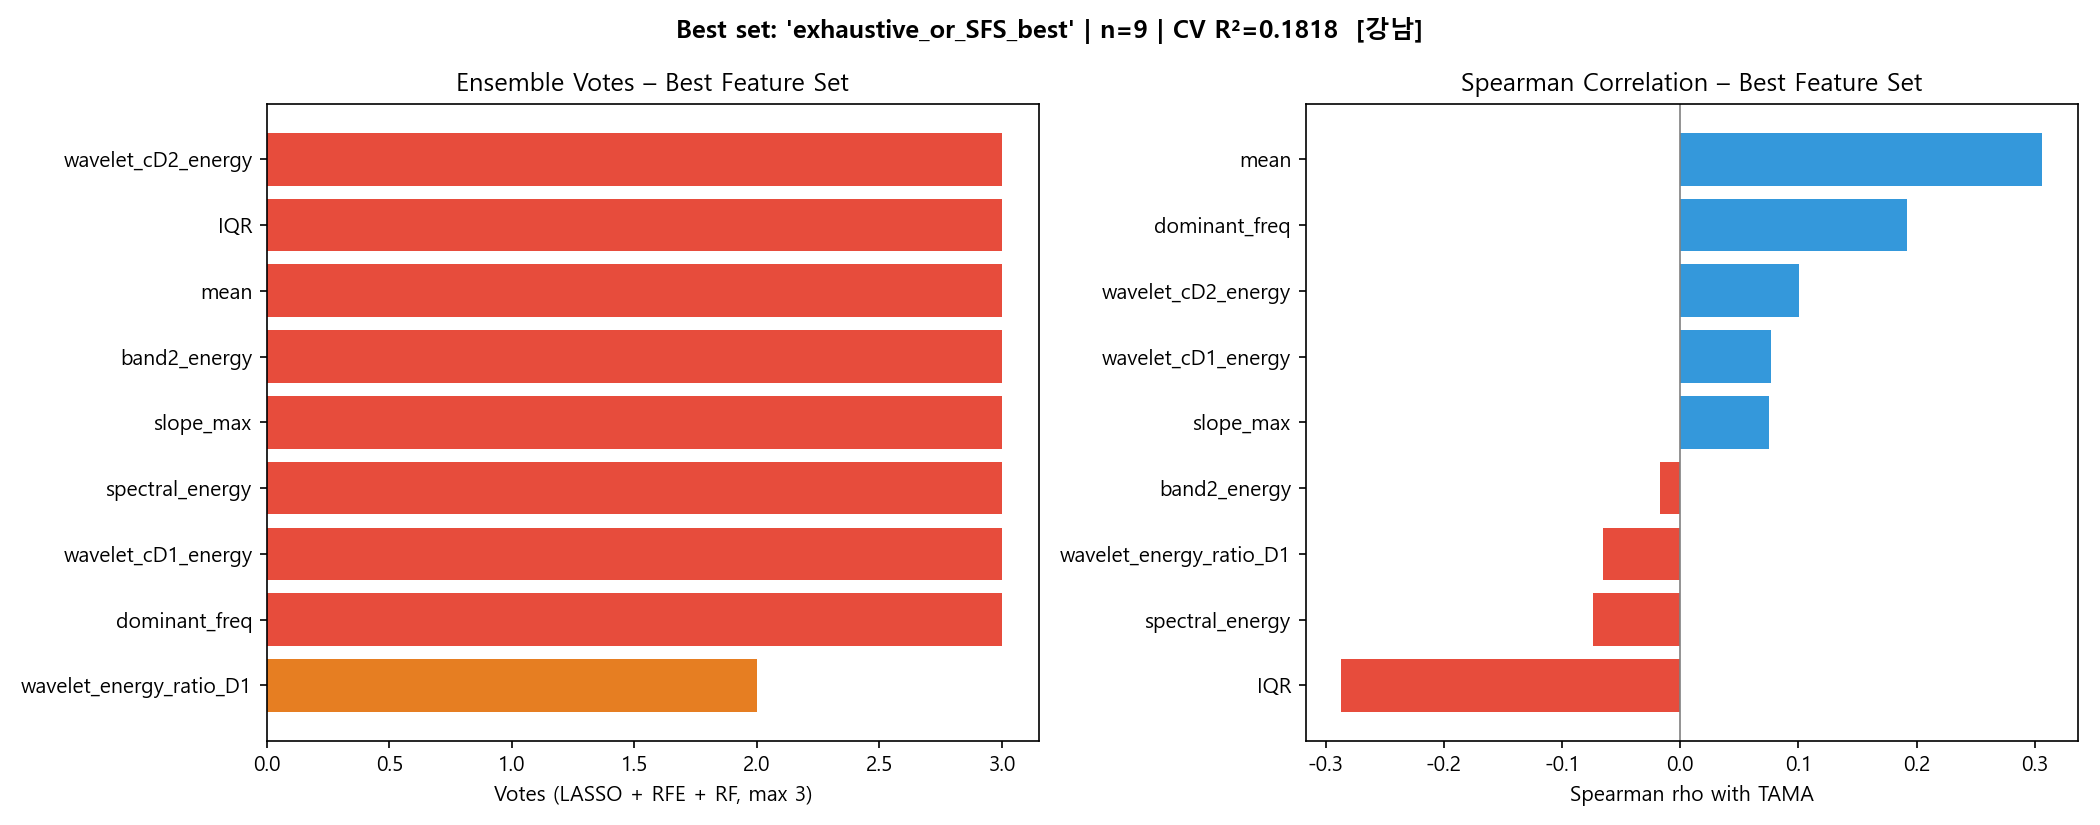 Best set: 'exhaustive_or_SFS_best' | n=9 | CV R²=0.1818 [강남]
Ensemble Votes – Best Feature Set
wavelet_cD2_energy
IQR
mean
band2_energy
slope_max
spectral_energy
wavelet_cD1_energy
dominant_freq
wavelet_energy_ratio_D1
0.0 0.5 1.0 1.5 2.0 2.5 3.0
Votes (LASSO + RFE + RF, max 3)
Spearman Correlation – Best Feature Set
mean
dominant_freq
wavelet_cD2_energy
wavelet_cD1_energy
slope_max
band2_energy
wavelet_energy_ratio_D1
spectral_energy
IQR
-0.3 -0.2 -0.1 0.0 0.1 0.2 0.3
Spearman rho with TAMA